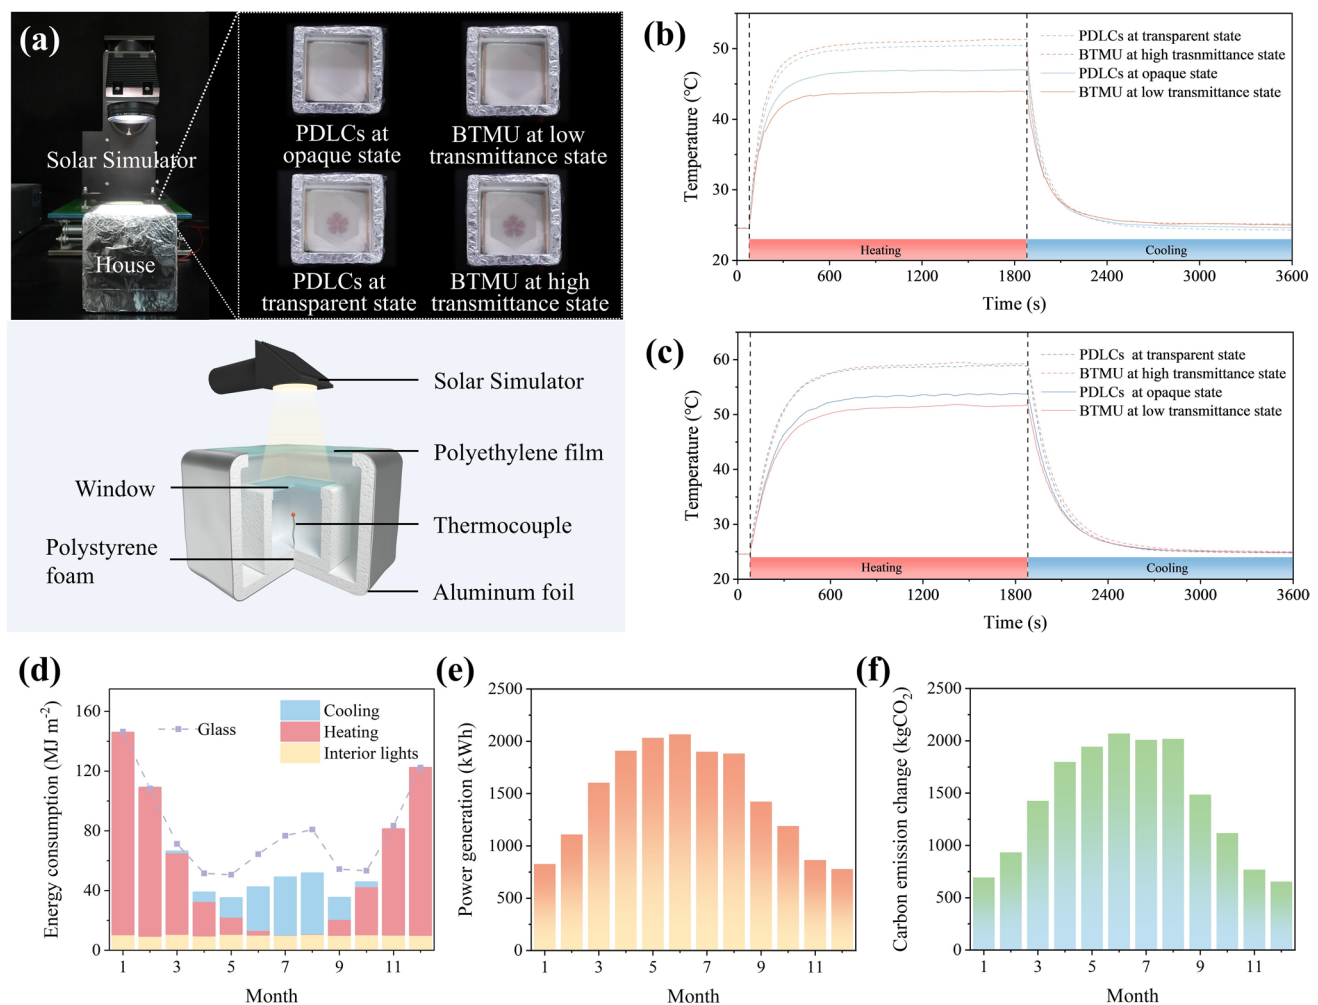 (a)
Solar Simulator
House
PDLCs at
opaque state
BTMU at low
transmittance state
PDLCs at
transparent state
BTMU at high
transmittance state
Solar Simulator
Polyethylene film
Window
Thermocouple
Polystyrene
foam
Aluminum foil
(b)
Temperature (°C)
50
40
30
20
PDLCs at transparent state
BTMU at high trasnmittance state
PDLCs at opaque state
BTMU at low transmittance state
Heating
Cooling
0
600
1200
1800
2400
3000
3600
Time (s)
(c)
Temperature (°C)
60
50
40
30
20
PDLCs at transparent state
BTMU at high transmittance state
PDLCs at opaque state
BTMU at low transmittance state
Heating
Cooling
0
600
1200
1800
2400
3000
3600
Time (s)
(d)
Energy consumption (MJ m-2)
160
120
80
40
0
Glass
Cooling
Heating
Interior lights
1
3
5
7
9
11
Month
(e)
Power generation (kWh)
2500
2000
1500
1000
500
0
1
3
5
7
9
11
Month
(f)
Carbon emission change (kgCO2)
2500
2000
1500
1000
500
0
1
3
5
7
9
11
Month